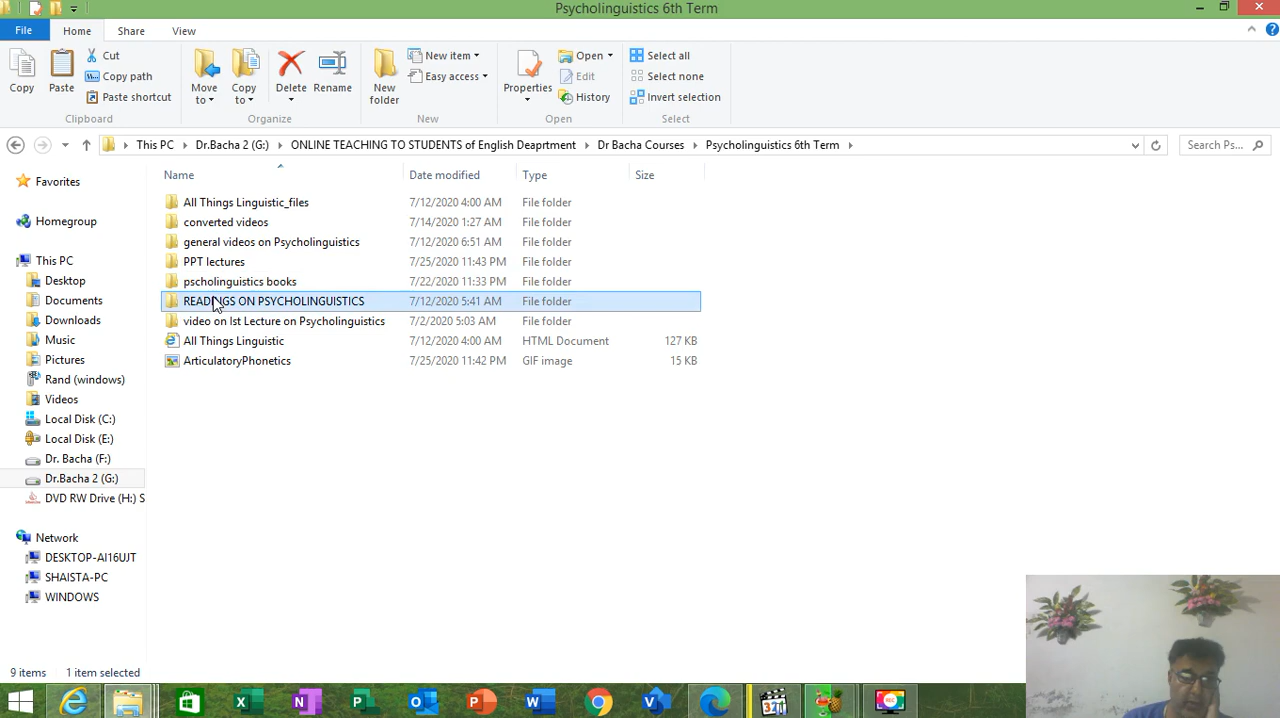 Psycholinguistics 6th Term
File Home Share View
Copy
Paste
Cut
Copy path
Paste shortcut
Clipboard
Move to
Copy to
Delete
Rename
Organize
New folder
New item
Easy access
New
Properties
Open
Edit
History
Open
Select all
Select none
Invert selection
Select
This PC Dr.Bacha 2 (G:) ONLINE TEACHING TO STUDENTS of English Deaprtment Dr Bacha Courses Psycholinguistics 6th Term
Search Ps...
Favorites
Homegroup
This PC
Desktop
Documents
Downloads
Music
Pictures
Rand (windows)
Videos
Local Disk (C:)
Local Disk (E:)
Dr. Bacha (F:)
Dr.Bacha 2 (G:)
DVD RW Drive (H:) S
Network
DESKTOP-AI16UJT
SHAISTA-PC
WINDOWS
Name Date modified Type Size
All Things Linguistic_files 7/12/2020 4:00 AM File folder
converted videos 7/14/2020 1:27 AM File folder
general videos on Psycholinguistics 7/12/2020 6:51 AM File folder
PPT lectures 7/25/2020 11:43 PM File folder
pscholinguistics books 7/22/2020 11:33 PM File folder
READINGS ON PSYCHOLINGUISTICS 7/12/2020 5:41 AM File folder
video on Ist Lecture on Psycholinguistics 7/2/2020 5:03 AM File folder
All Things Linguistic 7/12/2020 4:00 AM HTML Document 127 KB
ArticulatoryPhonetics 7/25/2020 11:42 PM GIF image 15 KB
9 items 1 item selected